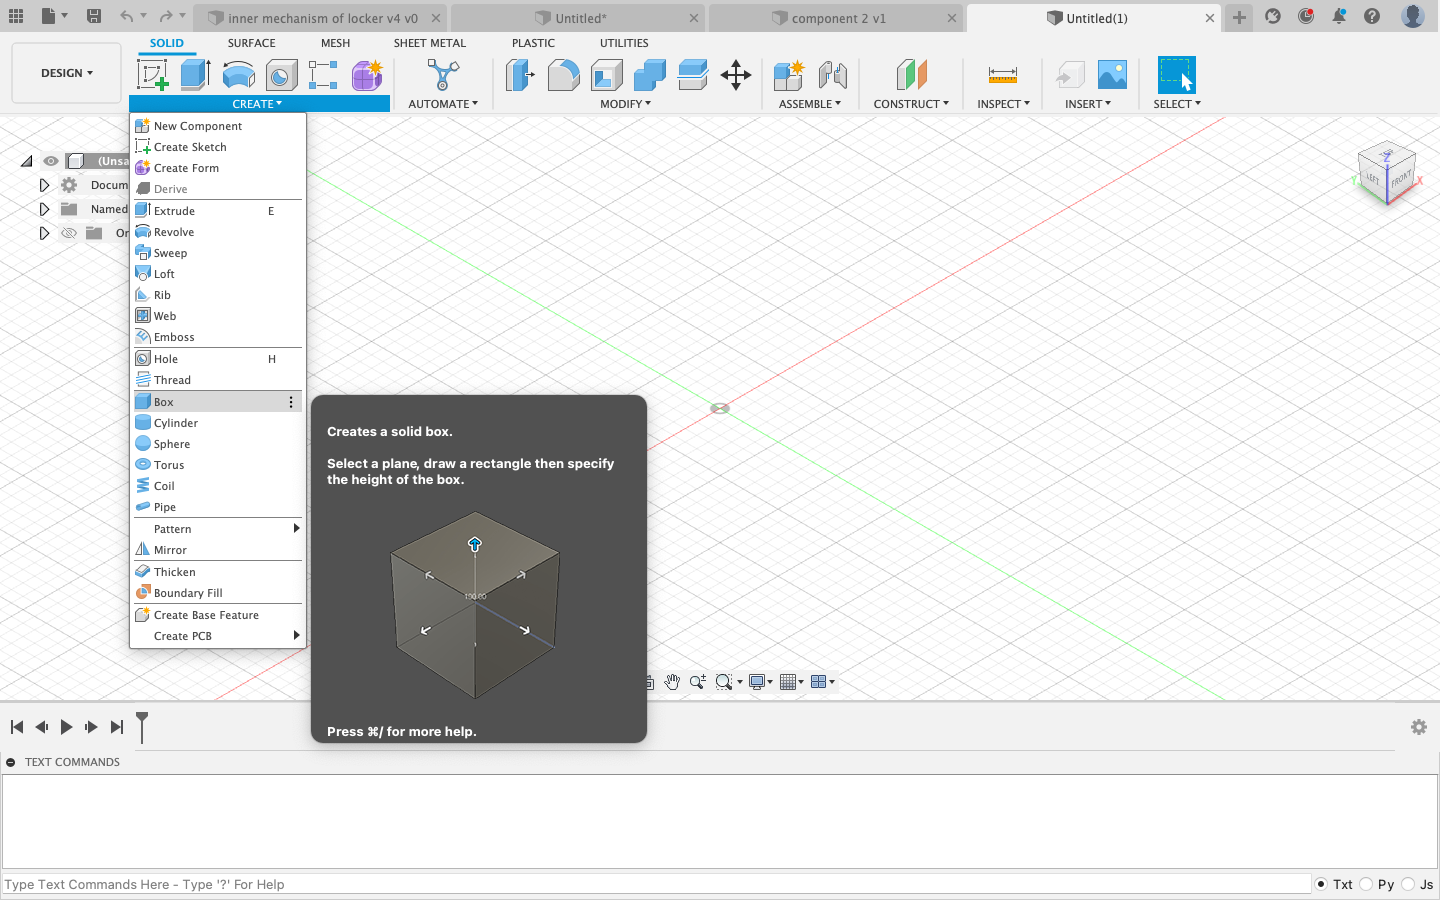 inner mechanism of locker v4 v0
Untitled*
component 2 v1
Untitled(1)
DESIGN
SOLID
SURFACE
MESH
SHEET METAL
PLASTIC
UTILITIES
CREATE
AUTOMATE
MODIFY
ASSEMBLE
CONSTRUCT
INSPECT
INSERT
SELECT
(Unsa
Docum
Named
Or
New Component
Create Sketch
Create Form
Derive
Extrude E
Revolve
Sweep
Loft
Rib
Web
Emboss
Hole H
Thread
Box
Cylinder
Sphere
Torus
Coil
Pipe
Pattern
Mirror
Thicken
Boundary Fill
Create Base Feature
Create PCB
Creates a solid box.
Select a plane, draw a rectangle then specify
the height of the box.
100.00
Press ⌘/ for more help.
Z
Y
X
LEFT
FRONT
TEXT COMMANDS
Type Text Commands Here - Type '?' For Help
Txt
Py
Js